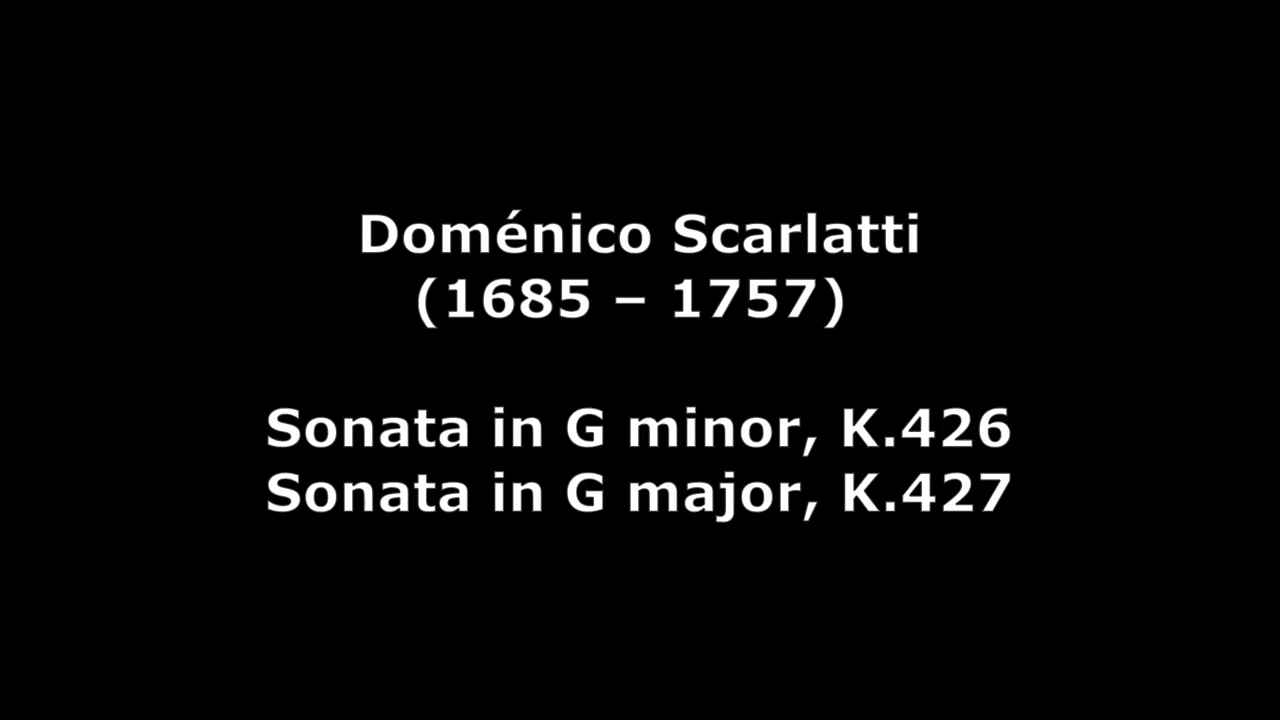 Doménico Scarlatti
(1685 – 1757)
Sonata in G minor, K.426
Sonata in G major, K.427